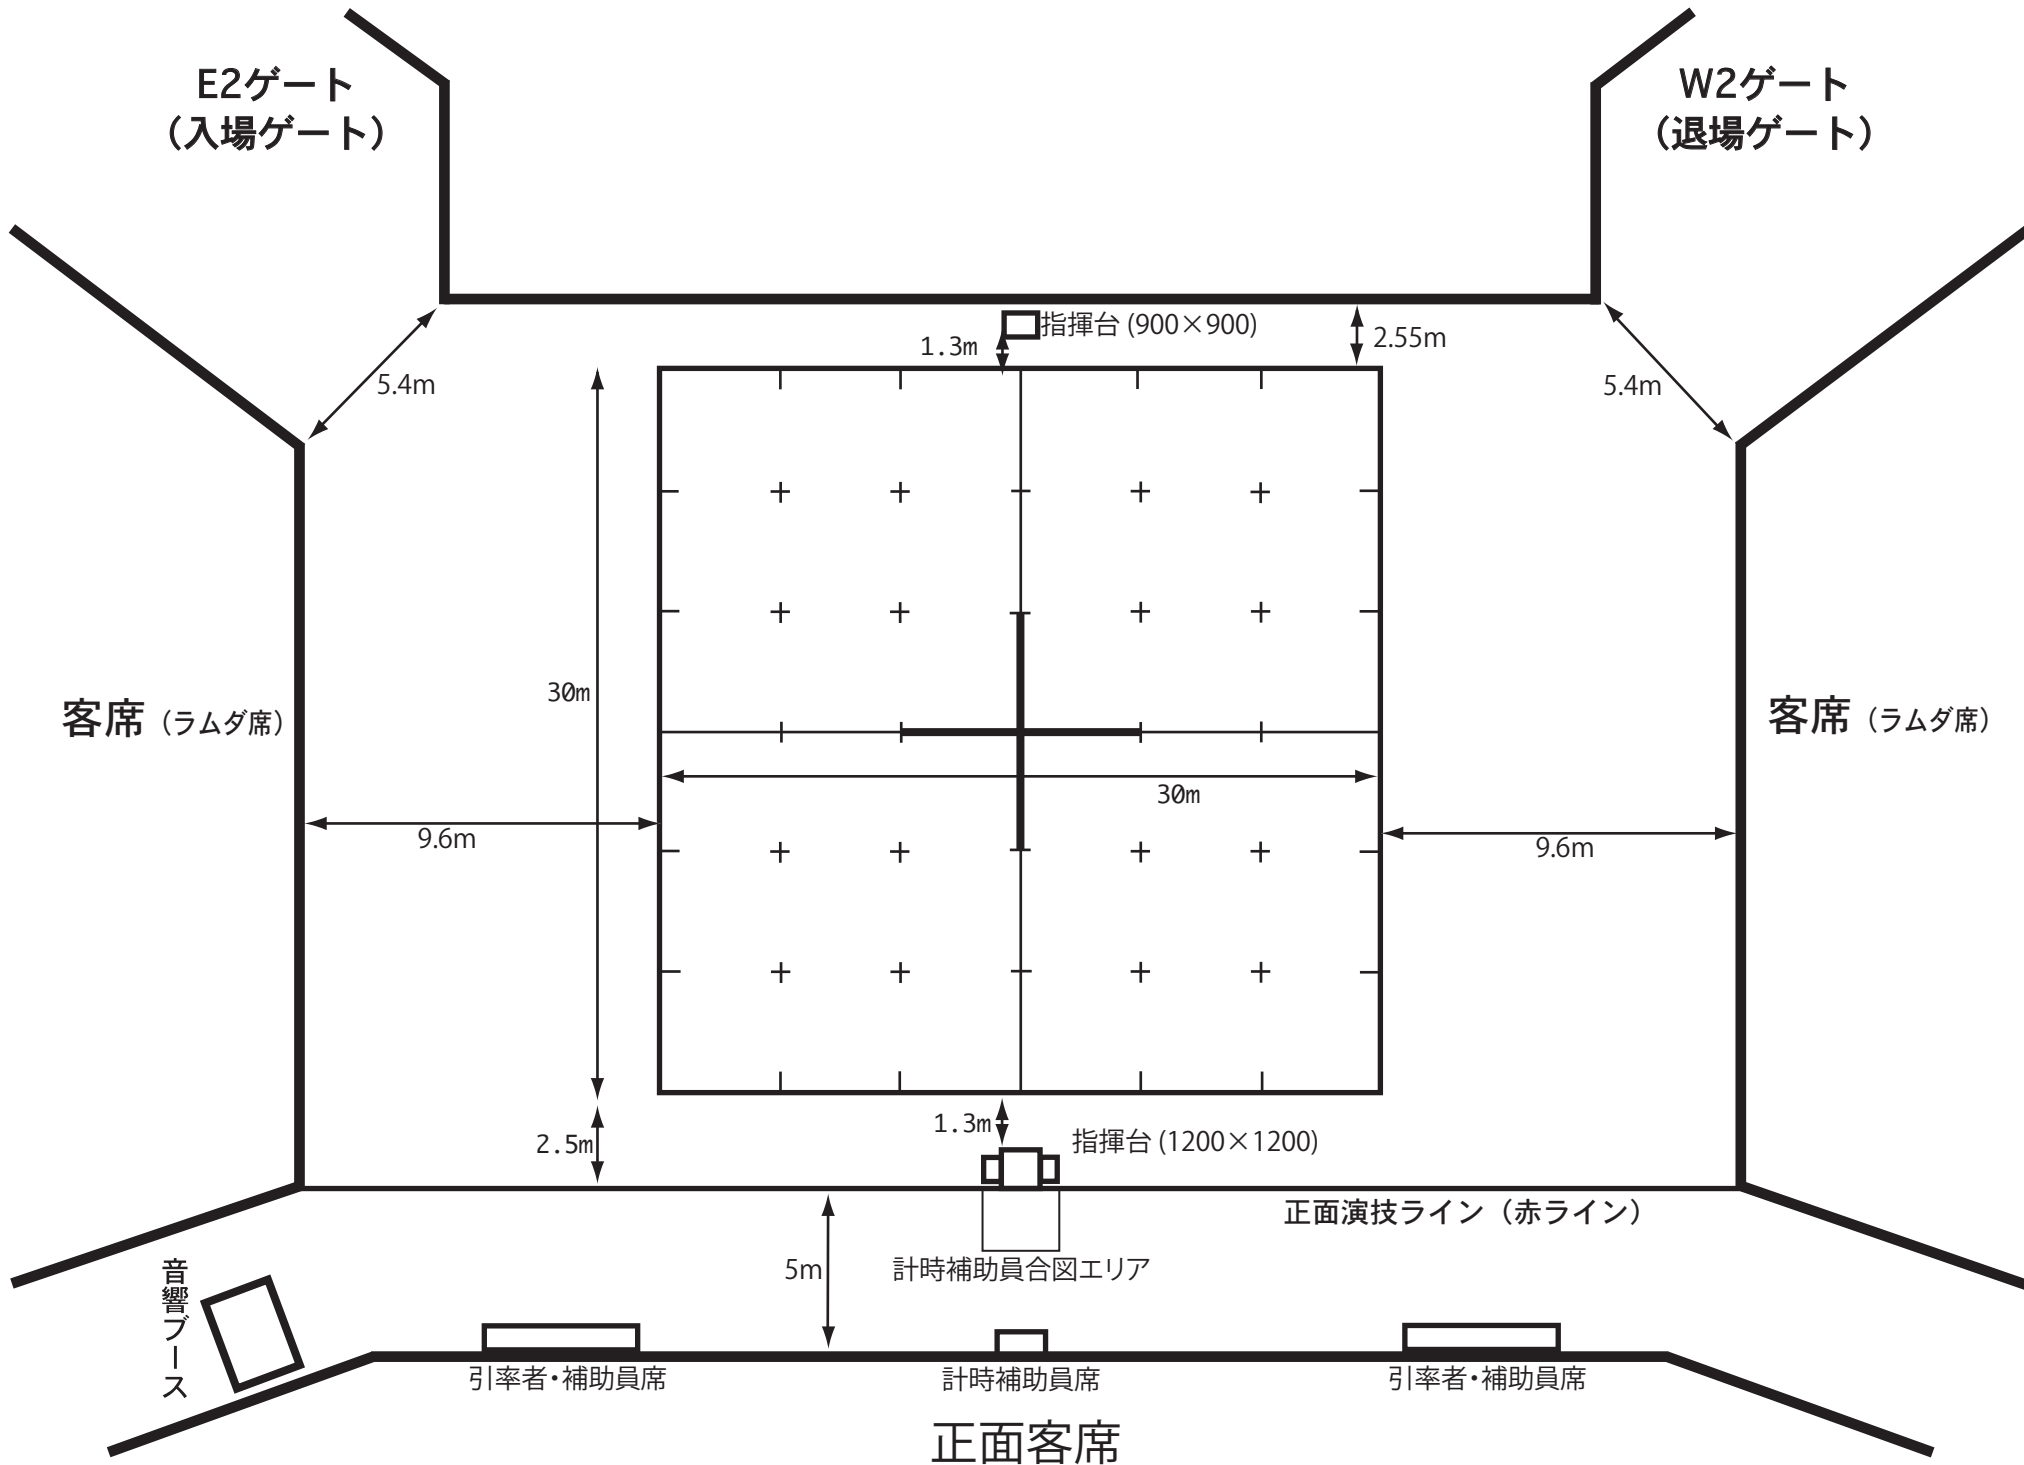 E2ゲート
（入場ゲート）
W2ゲート
（退場ゲート）
指揮台 (900×900)
1.3m
2.55m
5.4m
5.4m
30m
客席（ラムダ席）
客席（ラムダ席）
30m
9.6m
9.6m
1.3m
指揮台 (1200×1200)
2.5m
正面演技ライン（赤ライン）
5m
計時補助員合図エリア
音響ブース
引率者・補助員席
計時補助員席
引率者・補助員席
正面客席